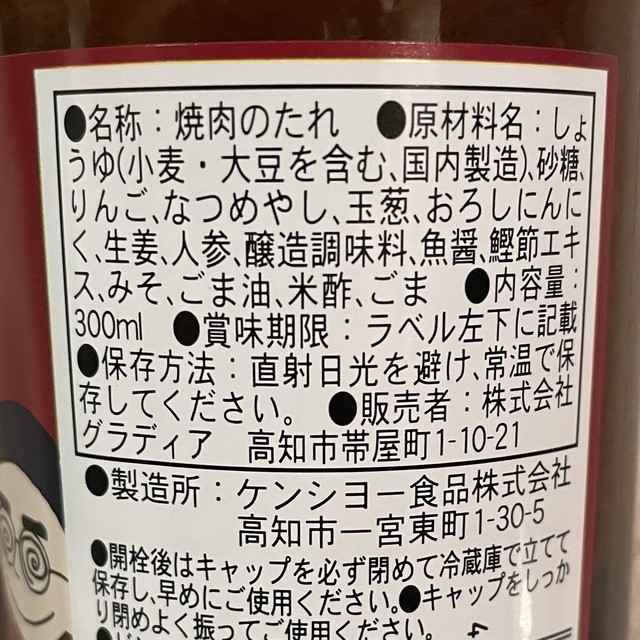 ●名称：焼肉のたれ　●原材料名：しょ
うゆ(小麦・大豆を含む、国内製造)、砂糖、
りんご、なつめやし、玉葱、おろしにんに
く、生姜、人参、醸造調味料、魚醤、鰹節エキ
ス、みそ、ごま油、米酢、ごま　●内容量：
300ml　●賞味期限：ラベル左下に記載
●保存方法：直射日光を避け、常温で保
存してください。　●販売者：株式会社
グラディア　高知市帯屋町1-10-21
●製造所：ケンシヨー食品株式会社
高知市一宮東町1-30-5
●開栓後はキャップを必ず閉めて冷蔵庫で立てて
保存し、早めにご使用ください。●キャップをしっか
り閉めよく振ってご使用ください。